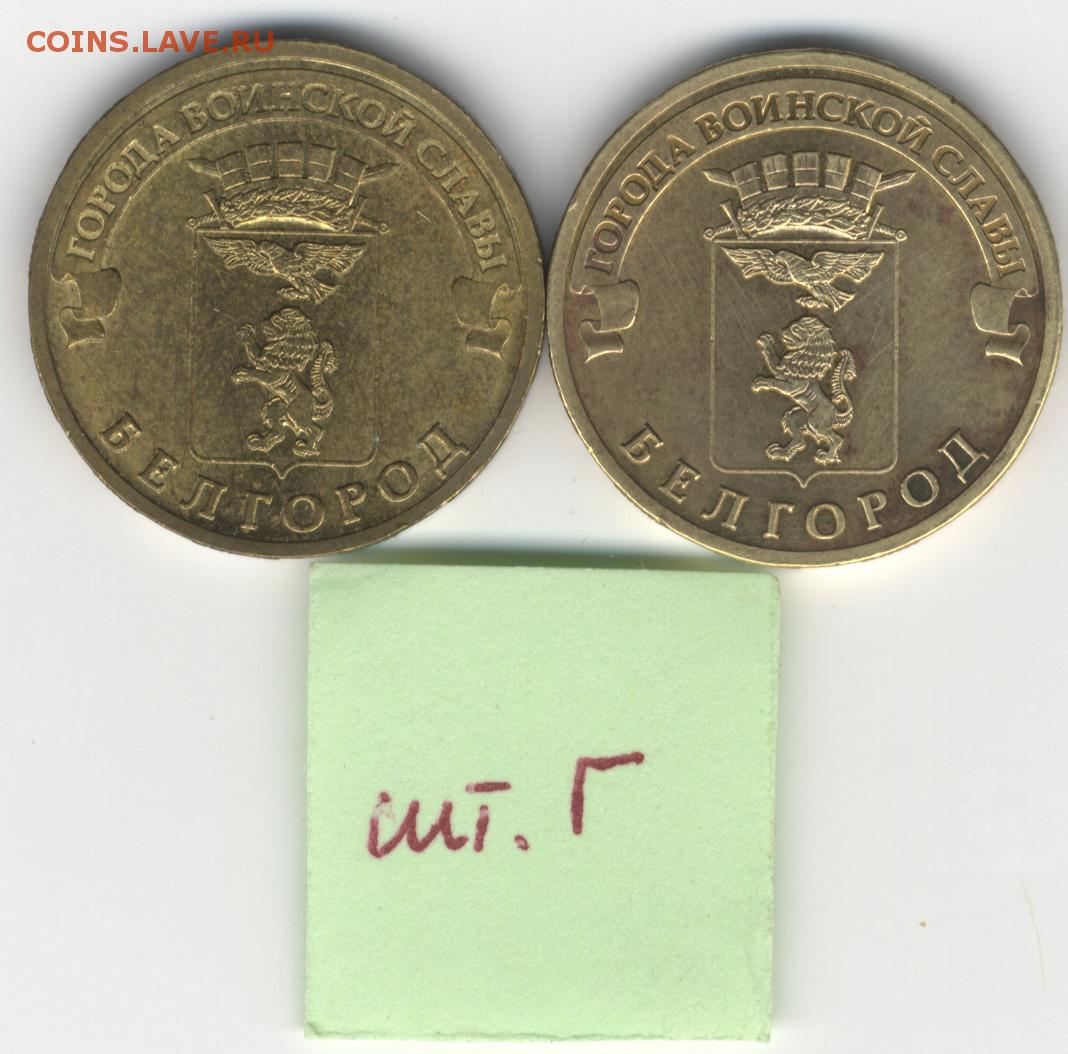 COINS.LAVE.RU
ГОРОДА ВОИНСКОЙ СЛАВЫ
БЕЛГОРОД
ГОРОДА ВОИНСКОЙ СЛАВЫ
БЕЛГОРОД
шт. Г